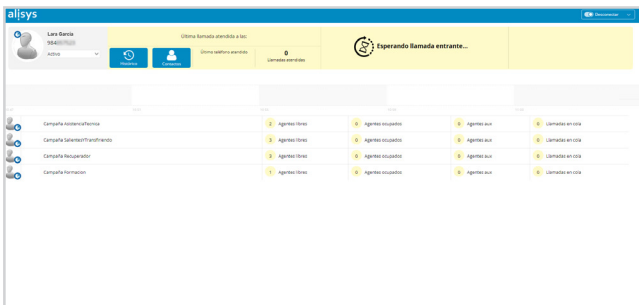 alisys
Desconectar
Lara García
984
Activo
Última llamada atendida a las:
Histórico
Contactos
Último teléfono atendido
0
Llamadas atendidas
Esperando llamada entrante...
Campaña AsistenciaTecnica
2 Agentes libres
0 Agentes ocupados
0 Agentes aux
0 Llamadas en cola
Campaña SalientesYTransfiriendo
3 Agentes libres
0 Agentes ocupados
0 Agentes aux
0 Llamadas en cola
Campaña Recuperador
3 Agentes libres
0 Agentes ocupados
0 Agentes aux
0 Llamadas en cola
Campaña Formacion
1 Agentes libres
0 Agentes ocupados
0 Agentes aux
0 Llamadas en cola